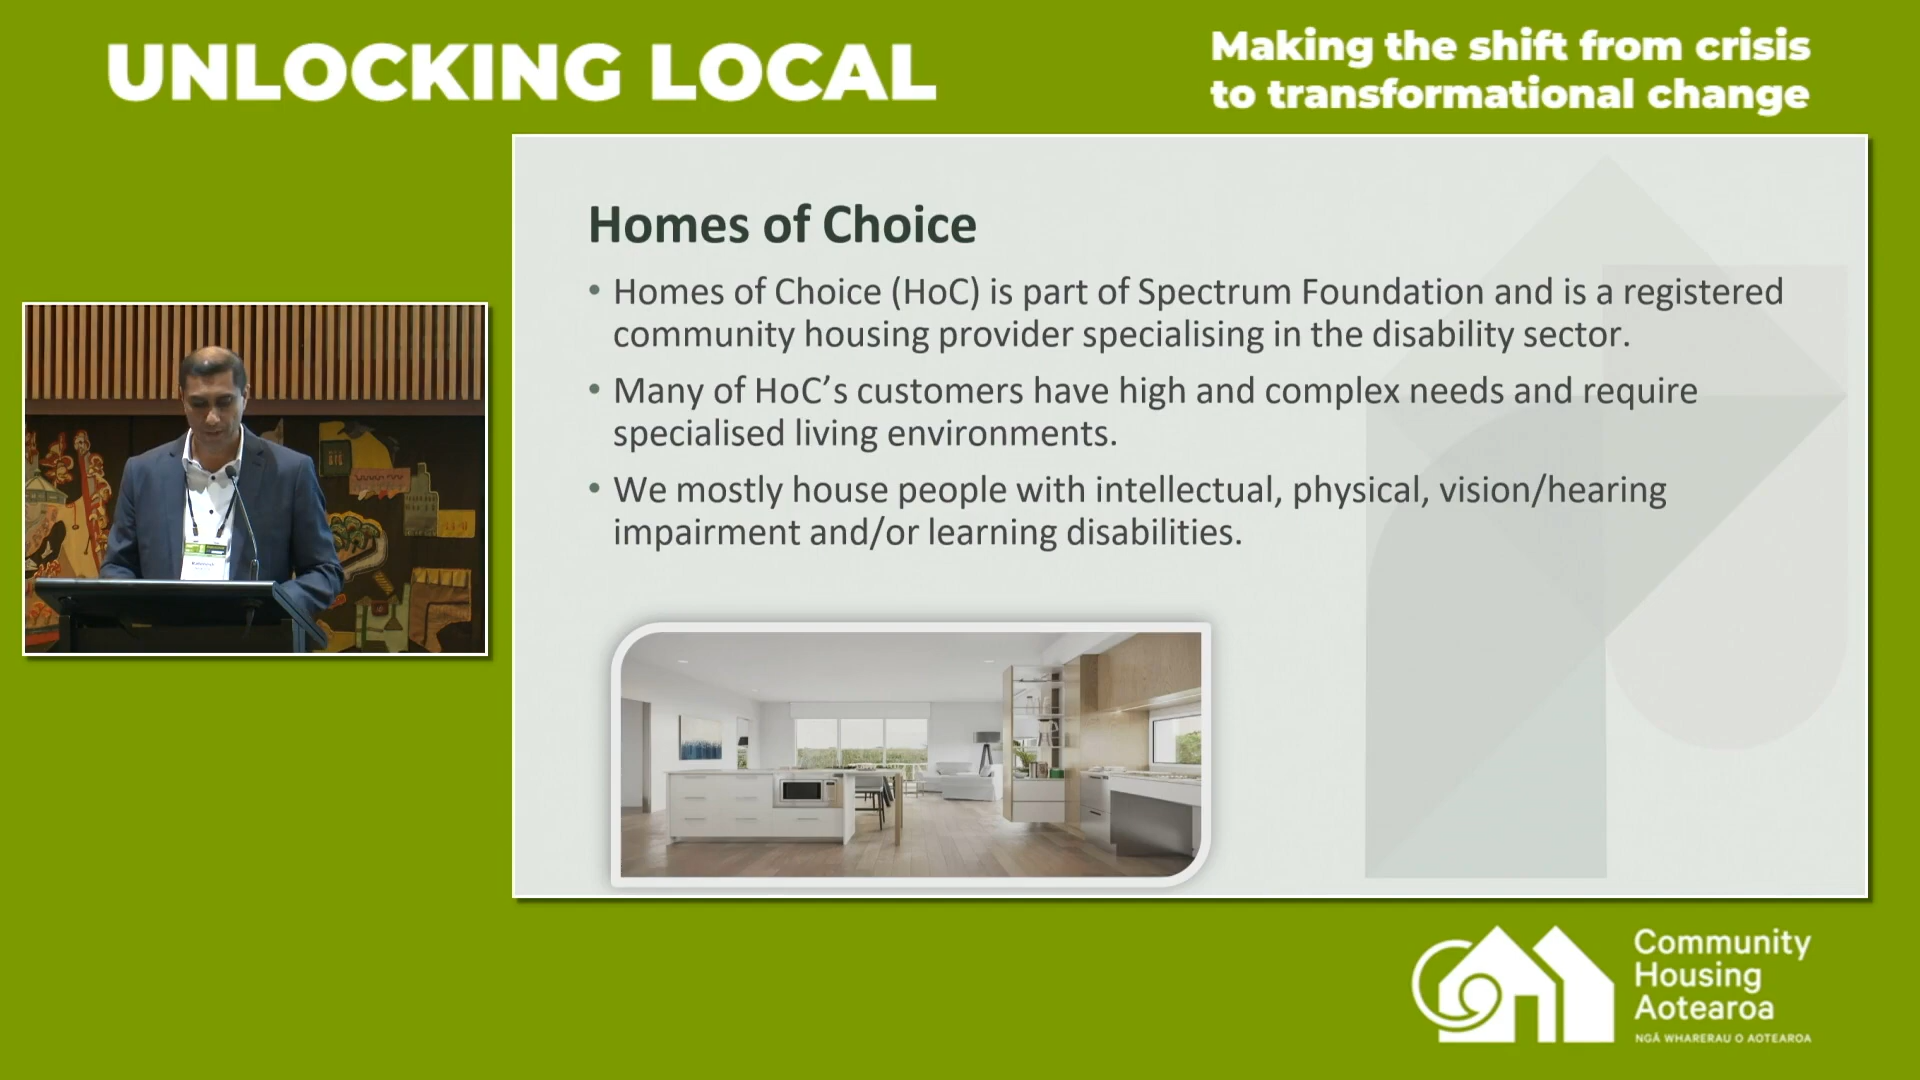 UNLOCKING LOCAL
Making the shift from crisis
to transformational change
Homes of Choice
• Homes of Choice (HoC) is part of Spectrum Foundation and is a registered
community housing provider specialising in the disability sector.
• Many of HoC’s customers have high and complex needs and require
specialised living environments.
• We mostly house people with intellectual, physical, vision/hearing
impairment and/or learning disabilities.
Community
Housing
Aotearoa
NGĀ WHARERAU O AOTEAROA